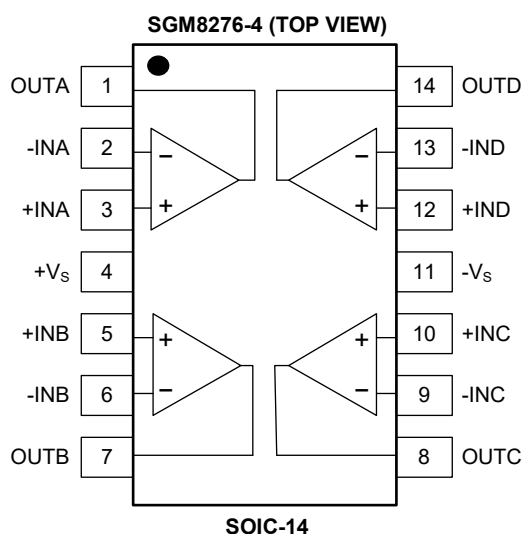 SGM8276-4 (TOP VIEW)
OUTA 1 14 OUTD
-INA 2 − − 13 -IND
+INA 3 + + 12 +IND
+VS 4 11 -VS
+INB 5 + + 10 +INC
-INB 6 − − 9 -INC
OUTB 7 8 OUTC
SOIC-14